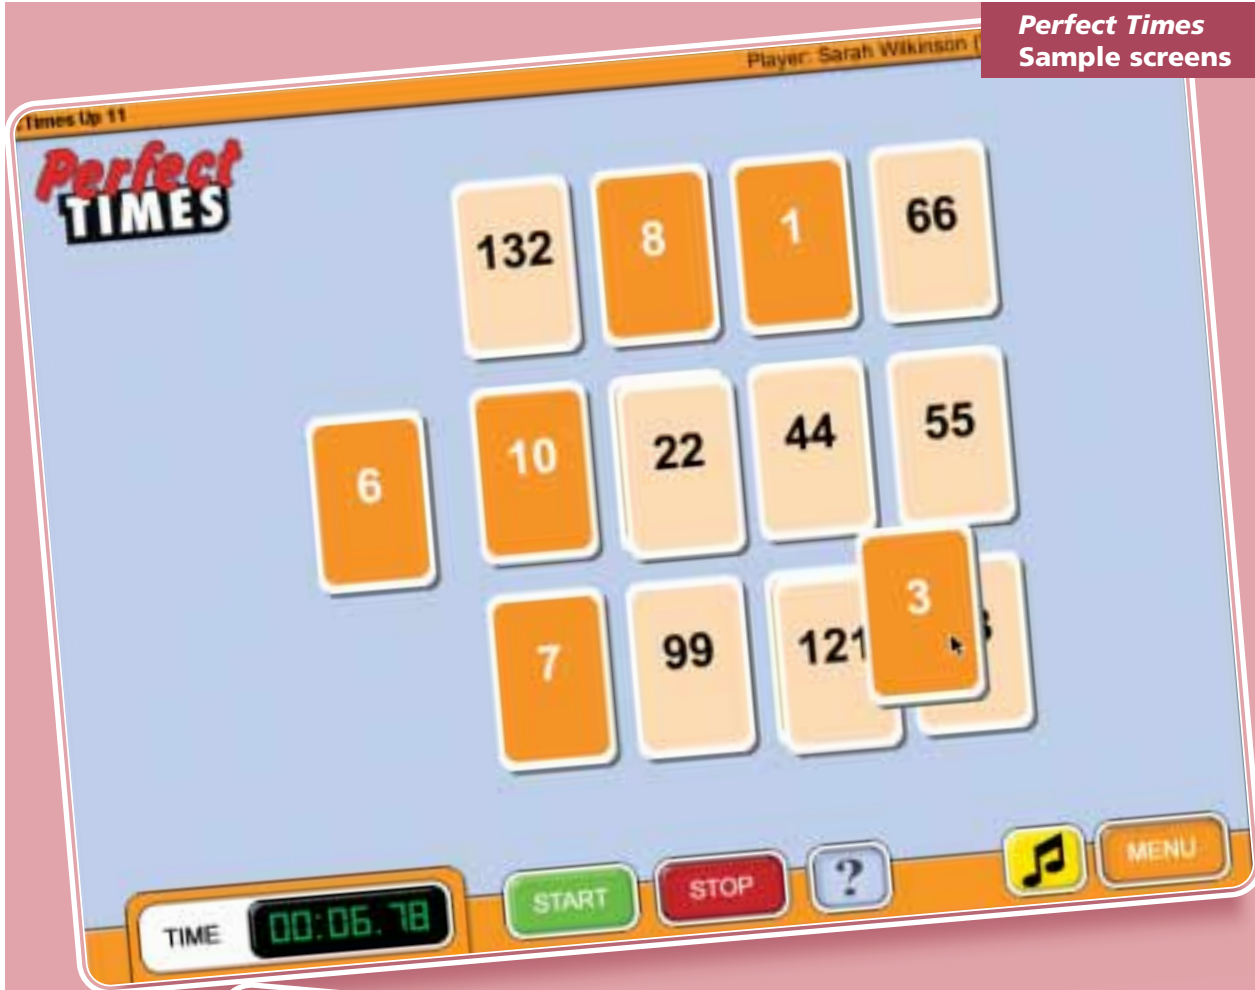 Perfect Times
Sample screens
Player: Sarah Wilkinson
Times Up 11
Perfect
TIMES
132 8 1 66
6 10 22 44 55
7 99 121 3
TIME 00:06.78 START STOP ? MENU